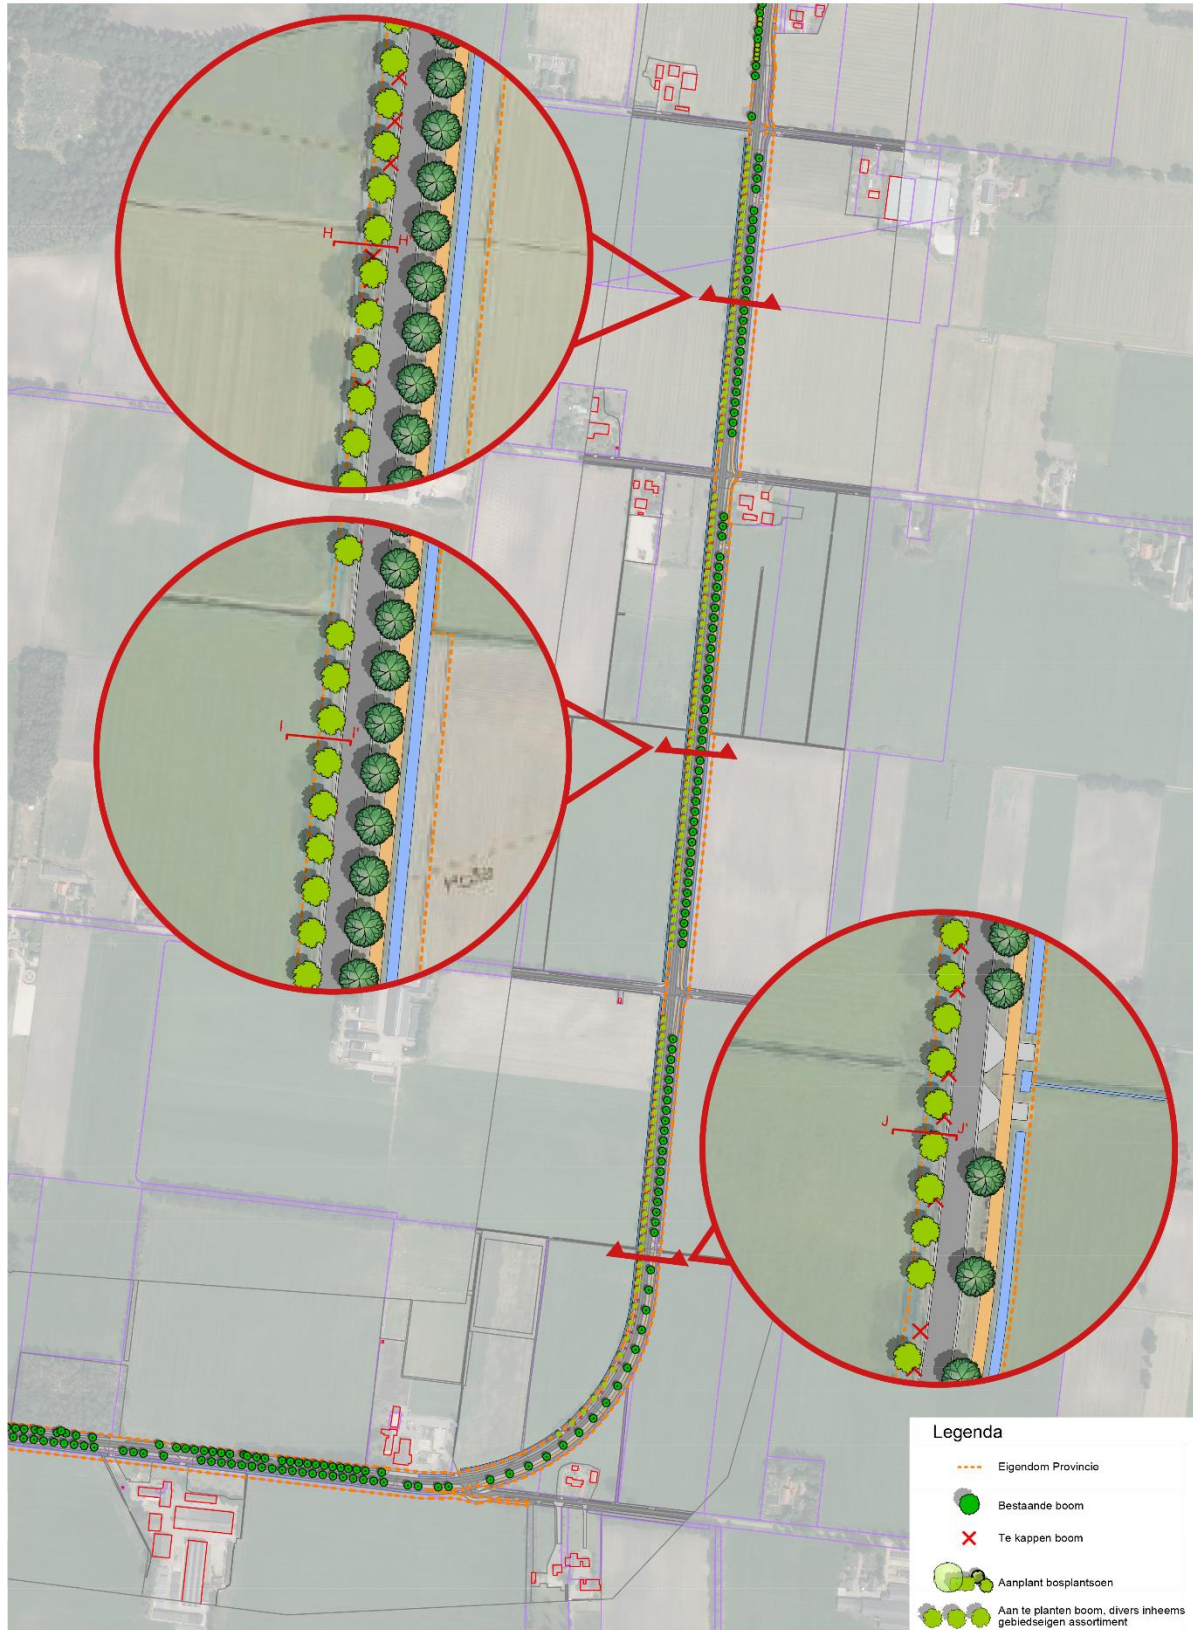 H H'
I I'
J J'
Legenda
Eigendom Provincie
Bestaande boom
Te kappen boom
Aanplant bosplantsoen
Aan te planten boom, divers inheems
gebiedseigen assortiment